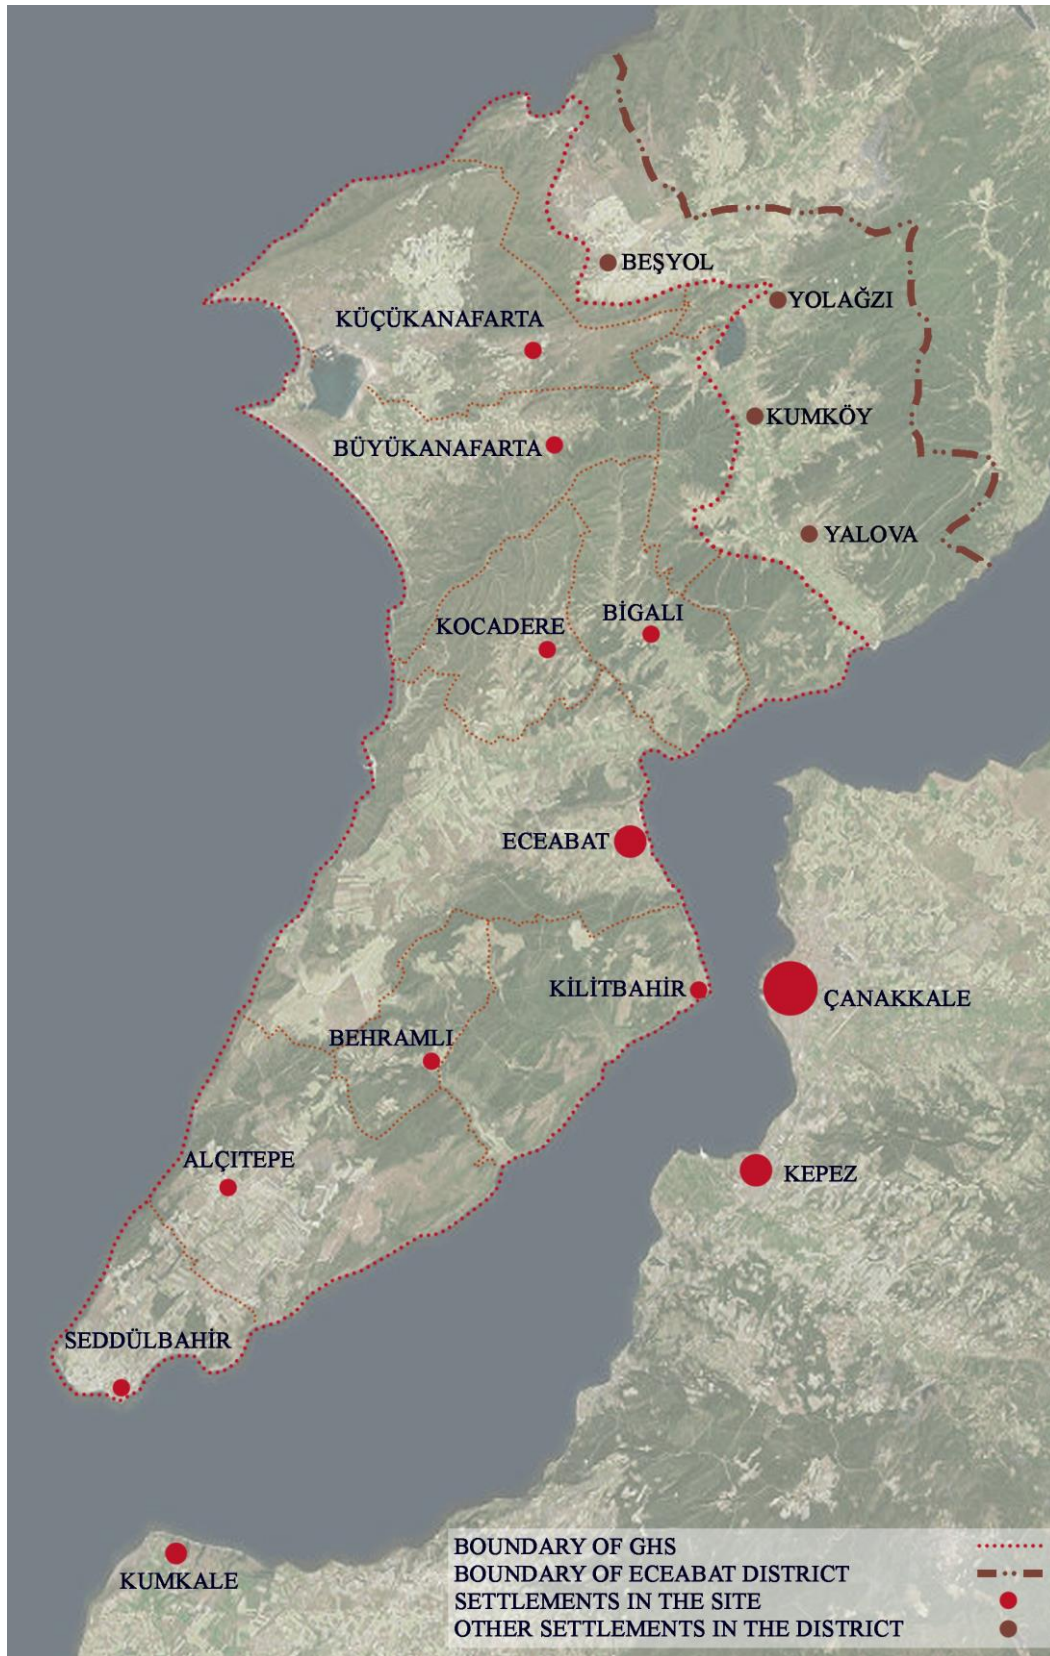 BEŞYOL
YOLAĞZI
KÜÇÜKANAFARTA
KUMKÖY
BÜYÜKANAFARTA
YALOVA
BİGALI
KOCADERE
ECEABAT
KİLİTBAHİR
ÇANAKKALE
BEHRAMLI
ALÇITEPE
KEPEZ
SEDDÜLBAHİR
KUMKALE
BOUNDARY OF GHS
BOUNDARY OF ECEABAT DISTRICT
SETTLEMENTS IN THE SITE
OTHER SETTLEMENTS IN THE DISTRICT